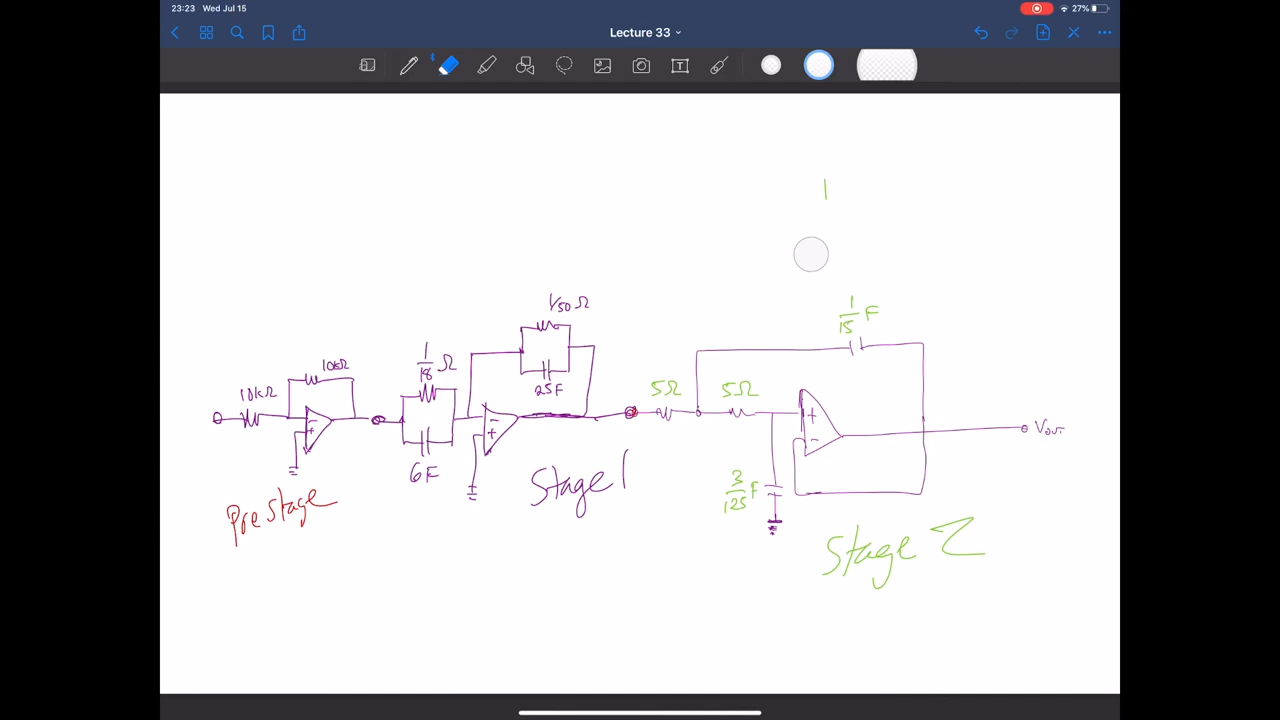 23:23 Wed Jul 15
27%
Lecture 33
1
1/50 Ω
1/15 F
10kΩ
1/18 Ω
10kΩ
25F
5Ω
5Ω
+
-
-
+
-
+
Vout
6F
3/125 F
Stage 1
Pre Stage
Stage 2